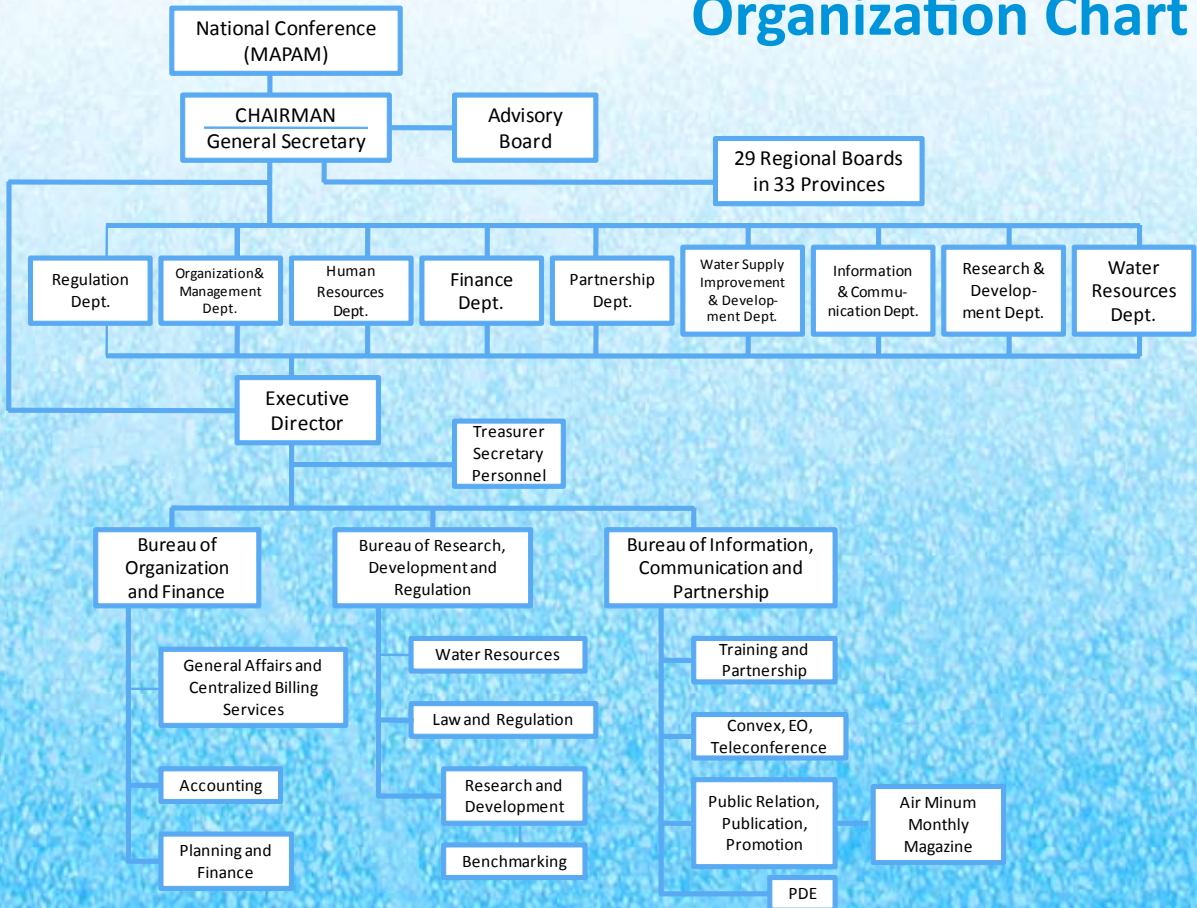 Organization Chart
National Conference
(MAPAM)
CHAIRMAN
General Secretary
Advisory
Board
29 Regional Boards
in 33 Provinces
Regulation
Dept.
Organization&
Management
Dept.
Human
Resources
Dept.
Finance
Dept.
Partnership
Dept.
Water Supply
Improvement
& Develop-
ment Dept.
Information
& Commu-
nication Dept.
Research &
Develop-
ment Dept.
Water
Resources
Dept.
Executive
Director
Treasurer
Secretary
Personnel
Bureau of
Organization
and Finance
Bureau of Research,
Development and
Regulation
Bureau of Information,
Communication and
Partnership
General Affairs and
Centralized Billing
Services
Accounting
Planning and
Finance
Water Resources
Law and Regulation
Research and
Development
Benchmarking
Training and
Partnership
Convex, EO,
Teleconference
Public Relation,
Publication,
Promotion
Air Minum
Monthly
Magazine
PDE